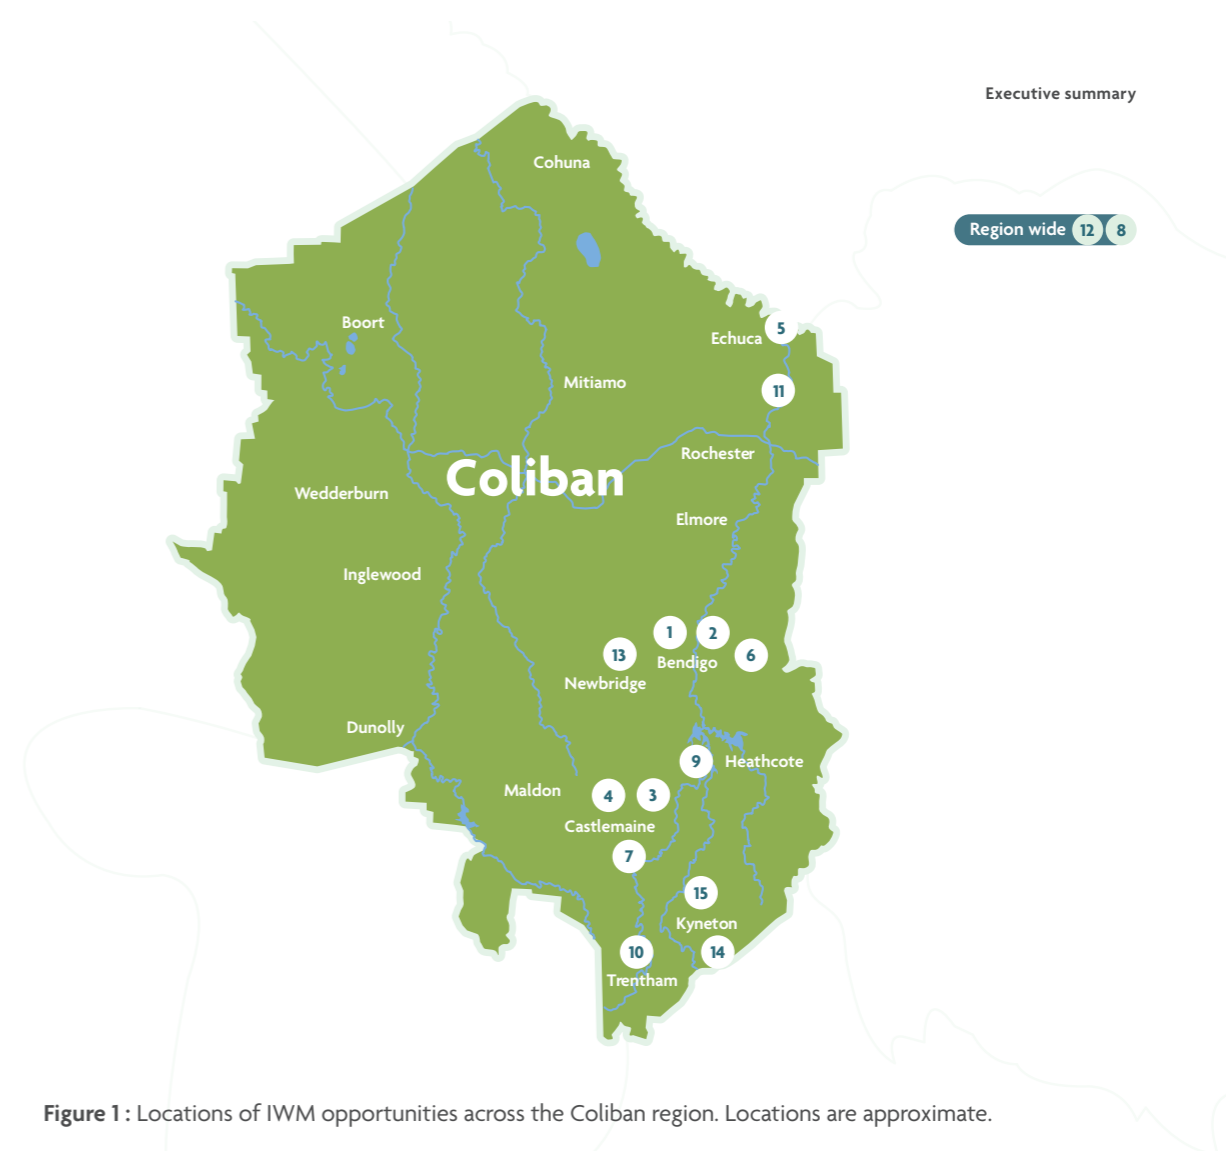 Executive summary
Cohuna
Region wide 12 8
Boort
5
Echuca
Mitiamo
11
Rochester
Coliban
Wedderburn
Elmore
Inglewood
1 2
13 6
Bendigo
Newbridge
Dunolly
9 Heathcote
Maldon
4 3
Castlemaine
7
15
Kyneton
10 14
Trentham
Figure 1 : Locations of IWM opportunities across the Coliban region. Locations are approximate.